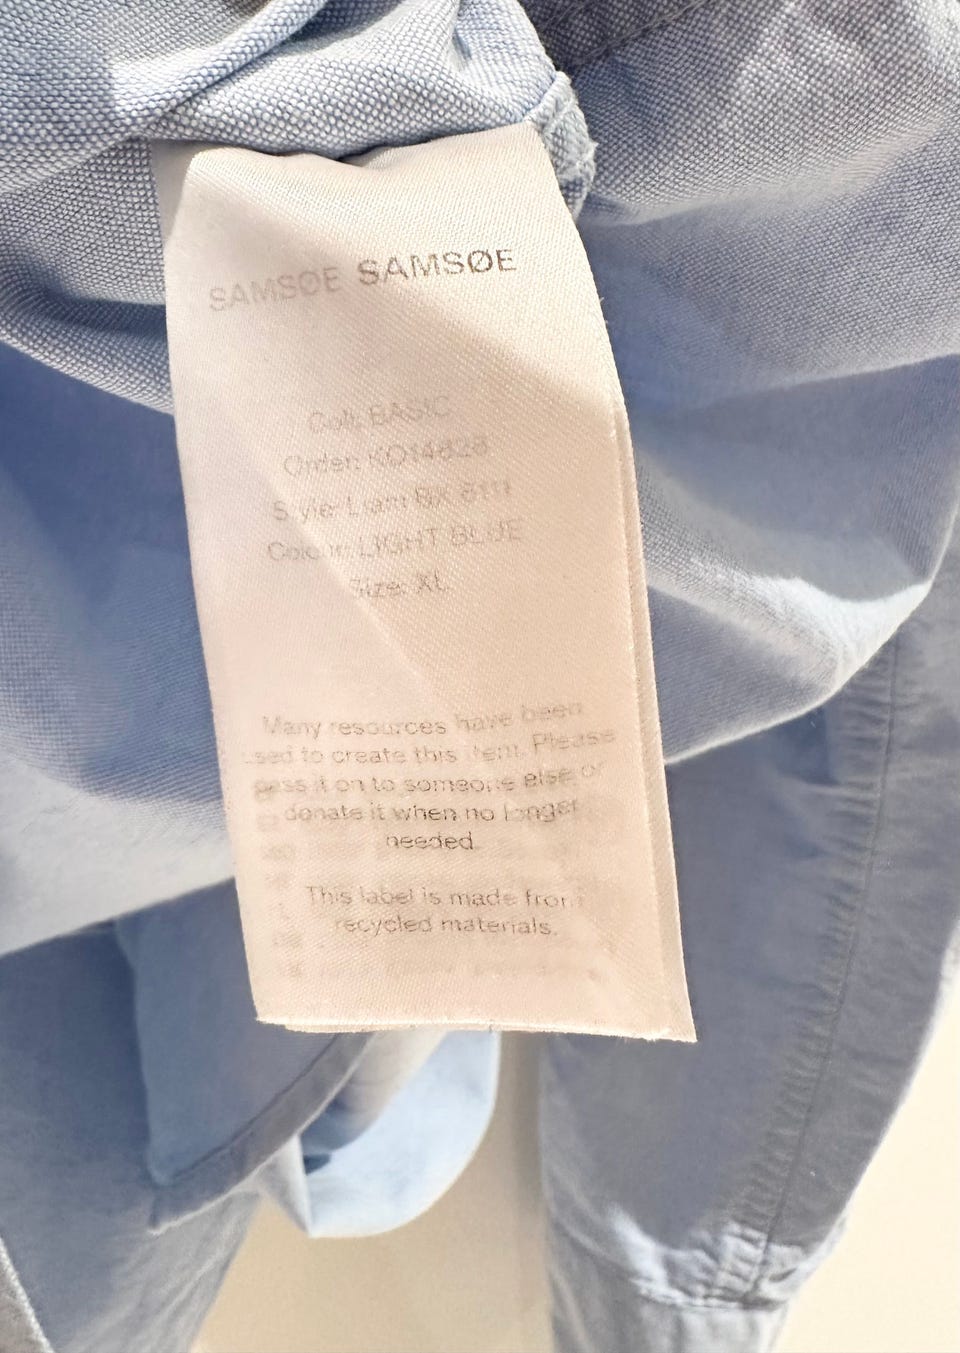 SAMSØE SAMSØE
Coll: BASIC
Order: KO14628
Style: Liam BX 6111
Colour: LIGHT BLUE
Size: XL
Many resources have been
used to create this item. Please
pass it on to someone else or
donate it when no longer
needed.
This label is made from
recycled materials.